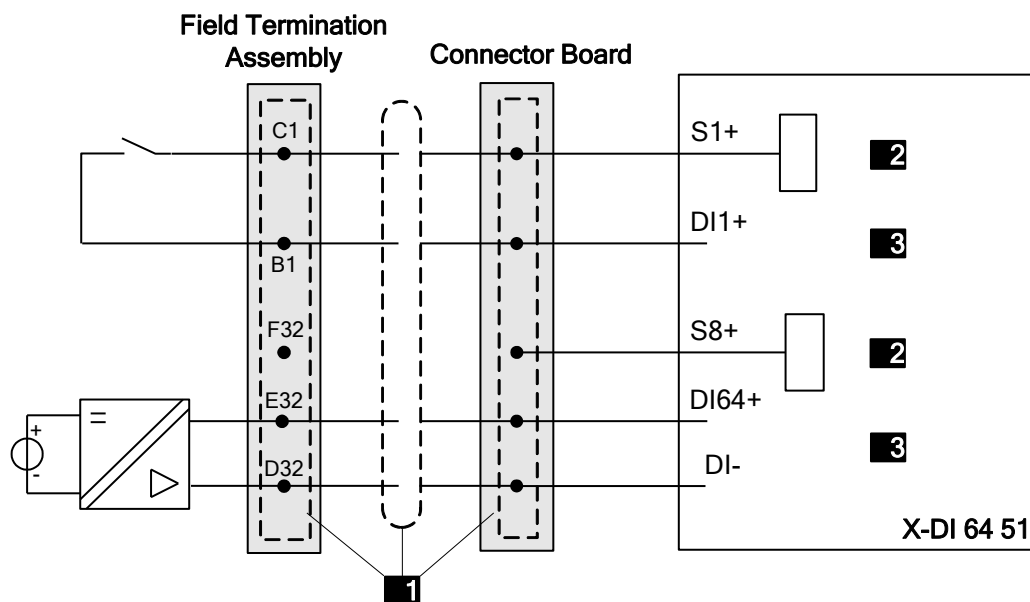 Field Termination
Assembly
Connector Board
C1
S1+
2
DI1+
3
B1
F32
S8+
2
E32
DI64+
+
=
-
3
D32
DI-
X-DI 64 51
1